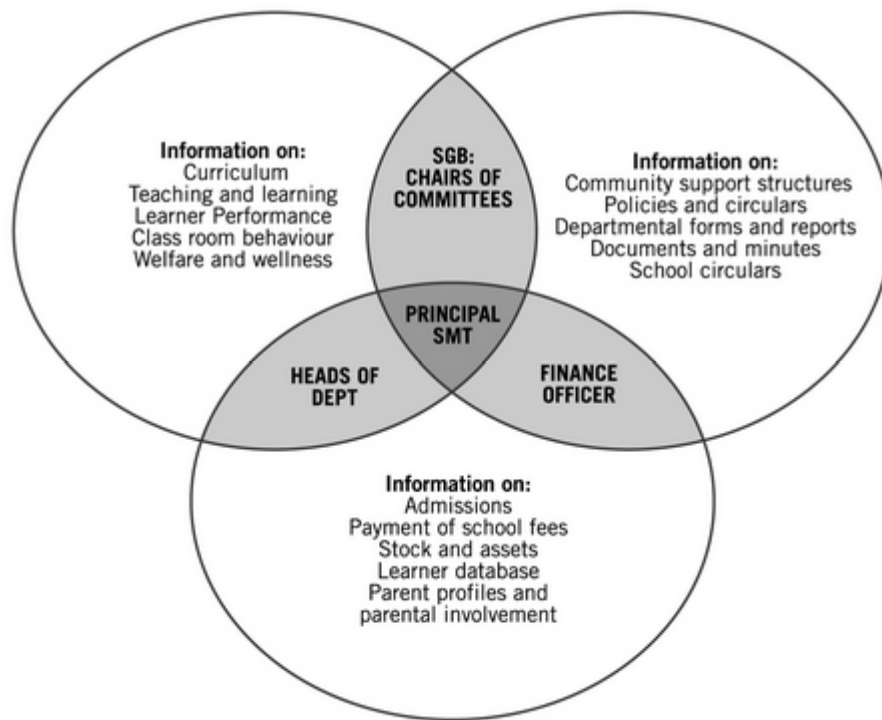 Information on:
Curriculum
Teaching and learning
Learner Performance
Class room behaviour
Welfare and wellness
SGB:
CHAIRS OF
COMMITTEES
Information on:
Community support structures
Policies and circulars
Departmental forms and reports
Documents and minutes
School circulars
PRINCIPAL
SMT
HEADS OF
DEPT
FINANCE
OFFICER
Information on:
Admissions
Payment of school fees
Stock and assets
Learner database
Parent profiles and
parental involvement